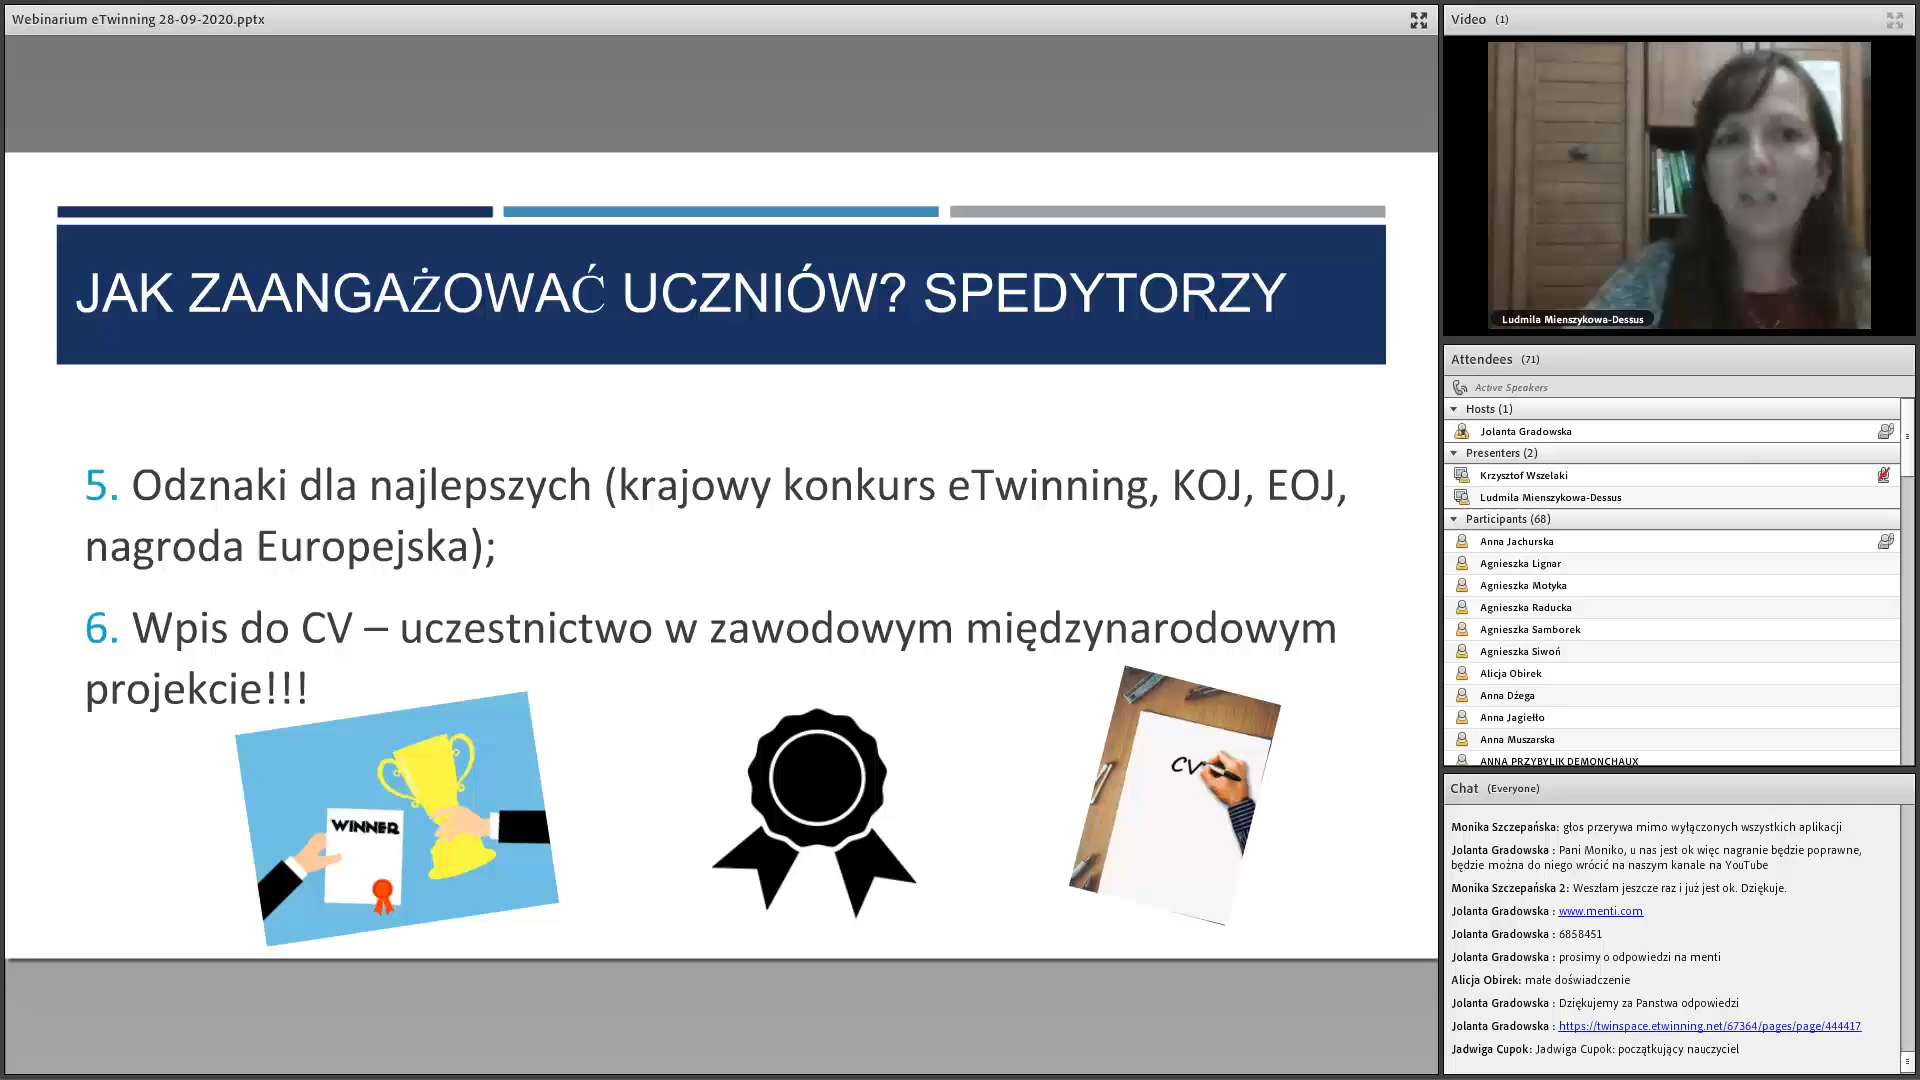 Webinarium eTwinning 28-09-2020.pptx
JAK ZAANGAŻOWAĆ UCZNIÓW? SPEDYTORZY
5. Odznaki dla najlepszych (krajowy konkurs eTwinning, KOJ, EOJ,
nagroda Europejska);
6. Wpis do CV – uczestnictwo w zawodowym międzynarodowym
projekcie!!!
WINNER
CV
Video (1)
Ludmila Mienszykowa-Dessus
Attendees (71)
Active Speakers
Hosts (1)
Jolanta Gradowska
Presenters (2)
Krzysztof Wszelaki
Ludmila Mienszykowa-Dessus
Participants (68)
Anna Jachurska
Agnieszka Lignar
Agnieszka Motyka
Agnieszka Raducka
Agnieszka Samborek
Agnieszka Siwoń
Alicja Obirek
Anna Dżega
Anna Jagiełło
Anna Muszarska
ANNA PRZYBYLIK DEMONCHAUX
Chat (Everyone)
Monika Szczepańska: głos przerywa mimo wyłączonych wszystkich aplikacji
Jolanta Gradowska : Pani Moniko, u nas jest ok więc nagranie będzie poprawne,
będzie można do niego wrócić na naszym kanale na YouTube
Monika Szczepańska 2: Weszłam jeszcze raz i już jest ok. Dziękuje.
Jolanta Gradowska : www.menti.com
Jolanta Gradowska : 6858451
Jolanta Gradowska : prosimy o odpowiedzi na menti
Alicja Obirek: małe doświadczenie
Jolanta Gradowska : Dziękujemy za Panstwa odpowiedzi
Jolanta Gradowska : https://twinspace.etwinning.net/67364/pages/page/444417
Jadwiga Cupok: Jadwiga Cupok: początkujący nauczyciel